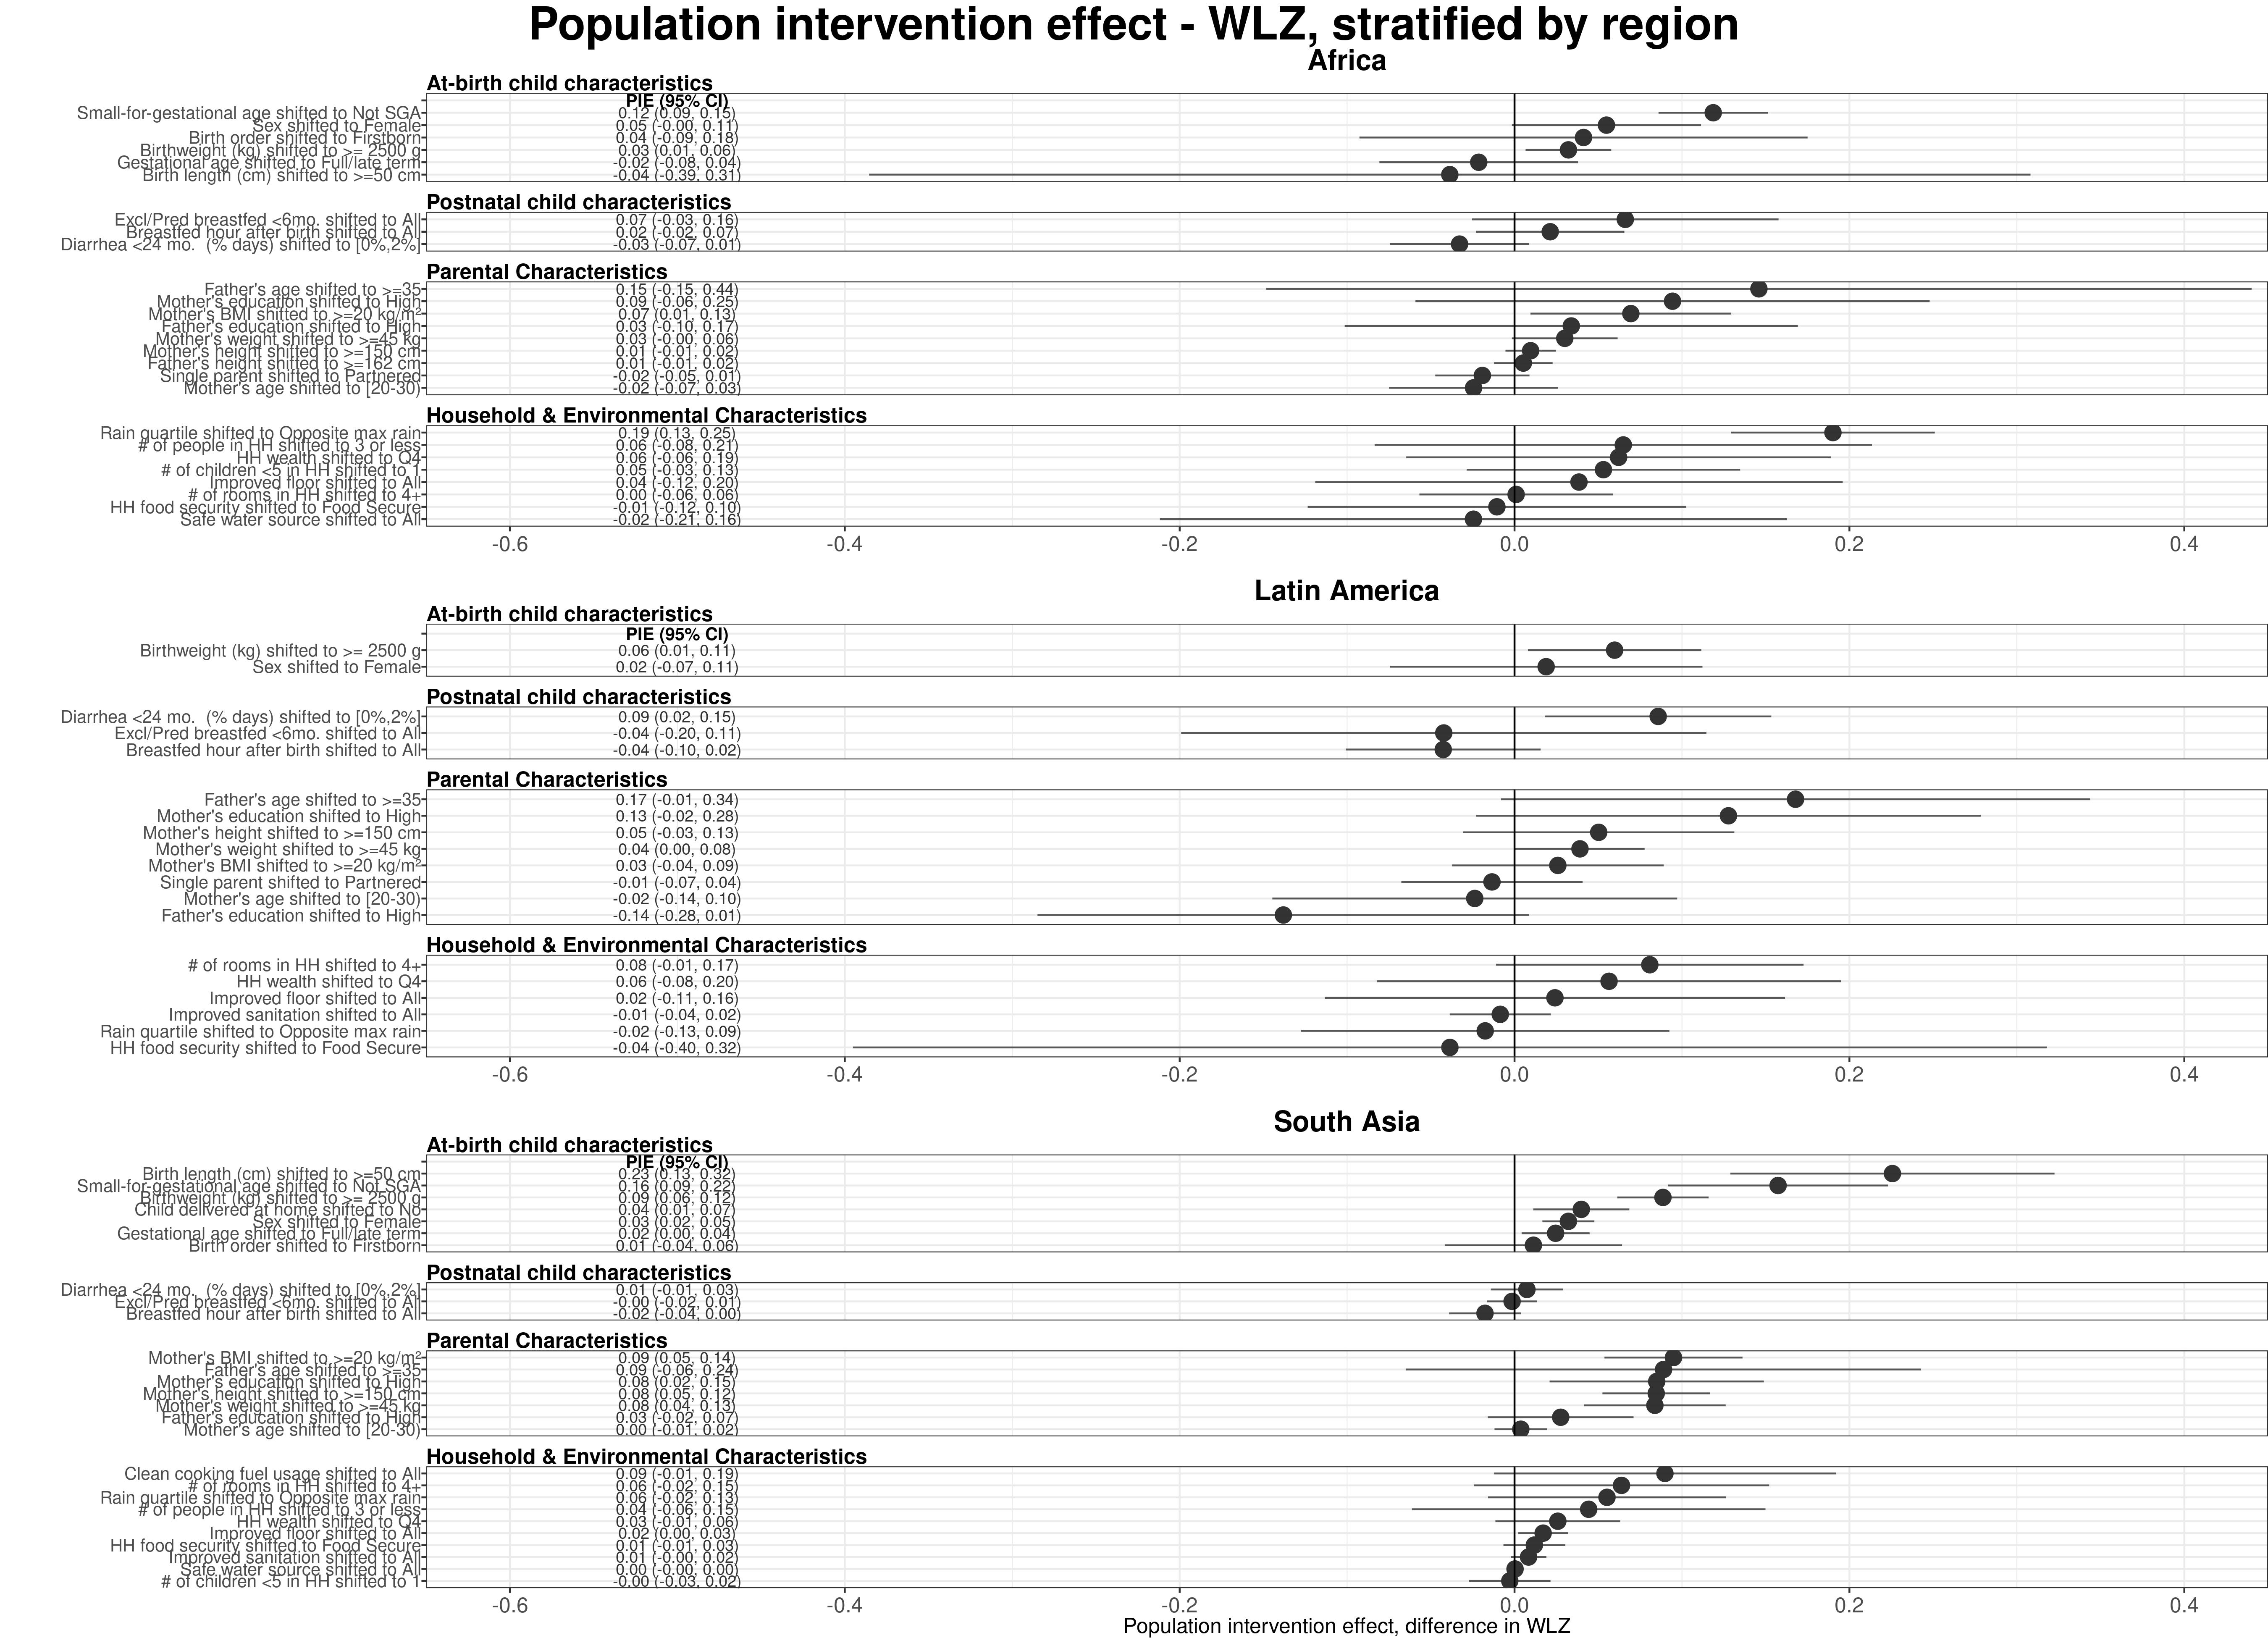 Population intervention effect - WLZ, stratified by region
Africa
At-birth child characteristics
PIE (95% CI)
Small-for-gestational age shifted to Not SGA 0.12 (0.09, 0.15)
Sex shifted to Female 0.05 (-0.00, 0.11)
Birth order shifted to Firstborn 0.04 (-0.09, 0.18)
Birthweight (kg) shifted to >= 2500 g 0.03 (0.01, 0.06)
Gestational age shifted to Full/late term -0.02 (-0.08, 0.04)
Birth length (cm) shifted to >=50 cm -0.04 (-0.39, 0.31)
Postnatal child characteristics
Excl/Pred breastfed <6mo. shifted to All 0.07 (-0.03, 0.16)
Breastfed hour after birth shifted to All 0.02 (-0.02, 0.07)
Diarrhea <24 mo.  (% days) shifted to [0%,2%] -0.03 (-0.07, 0.01)
Parental Characteristics
Father's age shifted to >=35 0.15 (-0.15, 0.44)
Mother's education shifted to High 0.09 (-0.06, 0.25)
Mother's BMI shifted to >=20 kg/m² 0.07 (0.01, 0.13)
Father's education shifted to High 0.03 (-0.10, 0.17)
Mother's weight shifted to >=45 kg 0.03 (-0.00, 0.06)
Mother's height shifted to >=150 cm 0.01 (-0.01, 0.02)
Father's height shifted to >=162 cm 0.01 (-0.01, 0.02)
Single parent shifted to Partnered -0.02 (-0.05, 0.01)
Mother's age shifted to [20-30) -0.02 (-0.07, 0.03)
Household & Environmental Characteristics
Rain quartile shifted to Opposite max rain 0.19 (0.13, 0.25)
# of people in HH shifted to 3 or less 0.06 (-0.08, 0.21)
HH wealth shifted to Q4 0.06 (-0.06, 0.19)
# of children <5 in HH shifted to 1 0.05 (-0.03, 0.13)
Improved floor shifted to All 0.04 (-0.12, 0.20)
# of rooms in HH shifted to 4+ 0.00 (-0.06, 0.06)
HH food security shifted to Food Secure -0.01 (-0.12, 0.10)
Safe water source shifted to All -0.02 (-0.21, 0.16)
-0.6 -0.4 -0.2 0.0 0.2 0.4
Latin America
At-birth child characteristics
PIE (95% CI)
Birthweight (kg) shifted to >= 2500 g 0.06 (0.01, 0.11)
Sex shifted to Female 0.02 (-0.07, 0.11)
Postnatal child characteristics
Diarrhea <24 mo.  (% days) shifted to [0%,2%] 0.09 (0.02, 0.15)
Excl/Pred breastfed <6mo. shifted to All -0.04 (-0.20, 0.11)
Breastfed hour after birth shifted to All -0.04 (-0.10, 0.02)
Parental Characteristics
Father's age shifted to >=35 0.17 (-0.01, 0.34)
Mother's education shifted to High 0.13 (-0.02, 0.28)
Mother's height shifted to >=150 cm 0.05 (-0.03, 0.13)
Mother's weight shifted to >=45 kg 0.04 (0.00, 0.08)
Mother's BMI shifted to >=20 kg/m² 0.03 (-0.04, 0.09)
Single parent shifted to Partnered -0.01 (-0.07, 0.04)
Mother's age shifted to [20-30) -0.02 (-0.14, 0.10)
Father's education shifted to High -0.14 (-0.28, 0.01)
Household & Environmental Characteristics
# of rooms in HH shifted to 4+ 0.08 (-0.01, 0.17)
HH wealth shifted to Q4 0.06 (-0.08, 0.20)
Improved floor shifted to All 0.02 (-0.11, 0.16)
Improved sanitation shifted to All -0.01 (-0.04, 0.02)
Rain quartile shifted to Opposite max rain -0.02 (-0.13, 0.09)
HH food security shifted to Food Secure -0.04 (-0.40, 0.32)
-0.6 -0.4 -0.2 0.0 0.2 0.4
South Asia
At-birth child characteristics
PIE (95% CI)
Birth length (cm) shifted to >=50 cm 0.23 (0.13, 0.32)
Small-for-gestational age shifted to Not SGA 0.16 (0.09, 0.22)
Birthweight (kg) shifted to >= 2500 g 0.09 (0.06, 0.12)
Child delivered at home shifted to No 0.04 (0.01, 0.07)
Sex shifted to Female 0.03 (0.02, 0.05)
Gestational age shifted to Full/late term 0.02 (0.00, 0.04)
Birth order shifted to Firstborn 0.01 (-0.04, 0.06)
Postnatal child characteristics
Diarrhea <24 mo.  (% days) shifted to [0%,2%] 0.01 (-0.01, 0.03)
Excl/Pred breastfed <6mo. shifted to All -0.00 (-0.02, 0.01)
Breastfed hour after birth shifted to All -0.02 (-0.04, 0.00)
Parental Characteristics
Mother's BMI shifted to >=20 kg/m² 0.09 (0.05, 0.14)
Father's age shifted to >=35 0.09 (-0.06, 0.24)
Mother's education shifted to High 0.08 (0.02, 0.15)
Mother's height shifted to >=150 cm 0.08 (0.05, 0.12)
Mother's weight shifted to >=45 kg 0.08 (0.04, 0.13)
Father's education shifted to High 0.03 (-0.02, 0.07)
Mother's age shifted to [20-30) 0.00 (-0.01, 0.02)
Household & Environmental Characteristics
Clean cooking fuel usage shifted to All 0.09 (-0.01, 0.19)
# of rooms in HH shifted to 4+ 0.06 (-0.02, 0.15)
Rain quartile shifted to Opposite max rain 0.06 (-0.02, 0.13)
# of people in HH shifted to 3 or less 0.04 (-0.06, 0.15)
HH wealth shifted to Q4 0.03 (-0.01, 0.06)
Improved floor shifted to All 0.02 (0.00, 0.03)
HH food security shifted to Food Secure 0.01 (-0.01, 0.03)
Improved sanitation shifted to All 0.01 (-0.00, 0.02)
Safe water source shifted to All 0.00 (-0.00, 0.00)
# of children <5 in HH shifted to 1 -0.00 (-0.03, 0.02)
-0.6 -0.4 -0.2 0.0 0.2 0.4
Population intervention effect, difference in WLZ